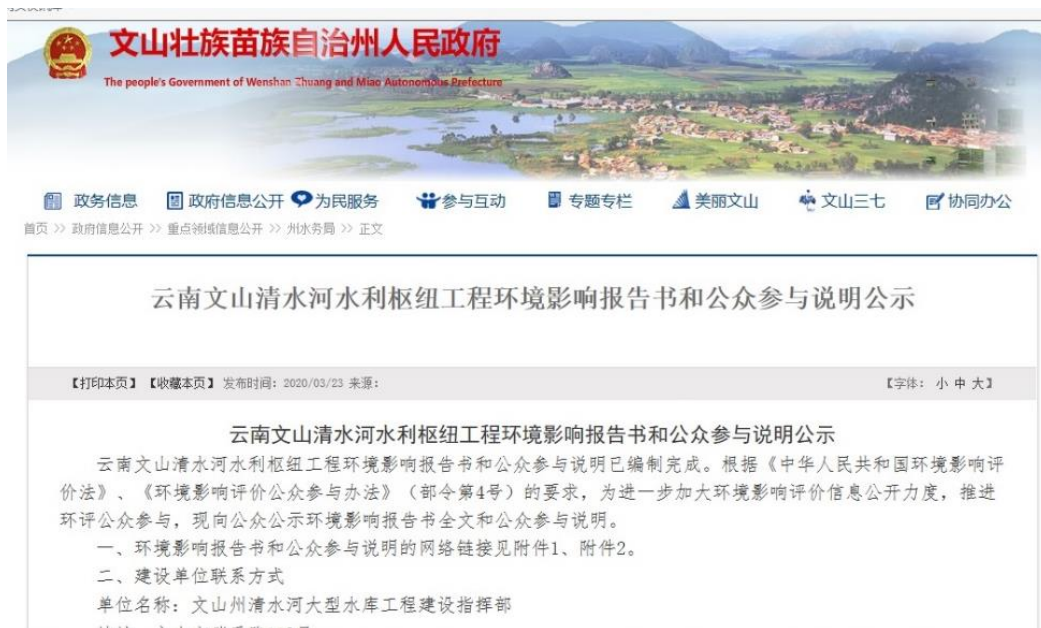 文山壮族苗族自治州人民政府
The people's Government of Wenshan Zhuang and Miao Autonomous Prefecture
政务信息 政府信息公开 为民服务 参与互动 专题专栏 美丽文山 文山三七 协同办公
首页 >> 政府信息公开 >> 重点领域信息公开 >> 州水务局 >> 正文
云南文山清水河水利枢纽工程环境影响报告书和公众参与说明公示
【打印本页】【收藏本页】发布时间：2020/03/23 来源： 【字体： 小 中 大】
云南文山清水河水利枢纽工程环境影响报告书和公众参与说明公示
云南文山清水河水利枢纽工程环境影响报告书和公众参与说明已编制完成。根据《中华人民共和国环境影响评
价法》、《环境影响评价公众参与办法》（部令第4号）的要求，为进一步加大环境影响评价信息公开力度，推进
环评公众参与，现向公众公示环境影响报告书全文和公众参与说明。
一、环境影响报告书和公众参与说明的网络链接见附件1、附件2。
二、建设单位联系方式
单位名称：文山州清水河大型水库工程建设指挥部